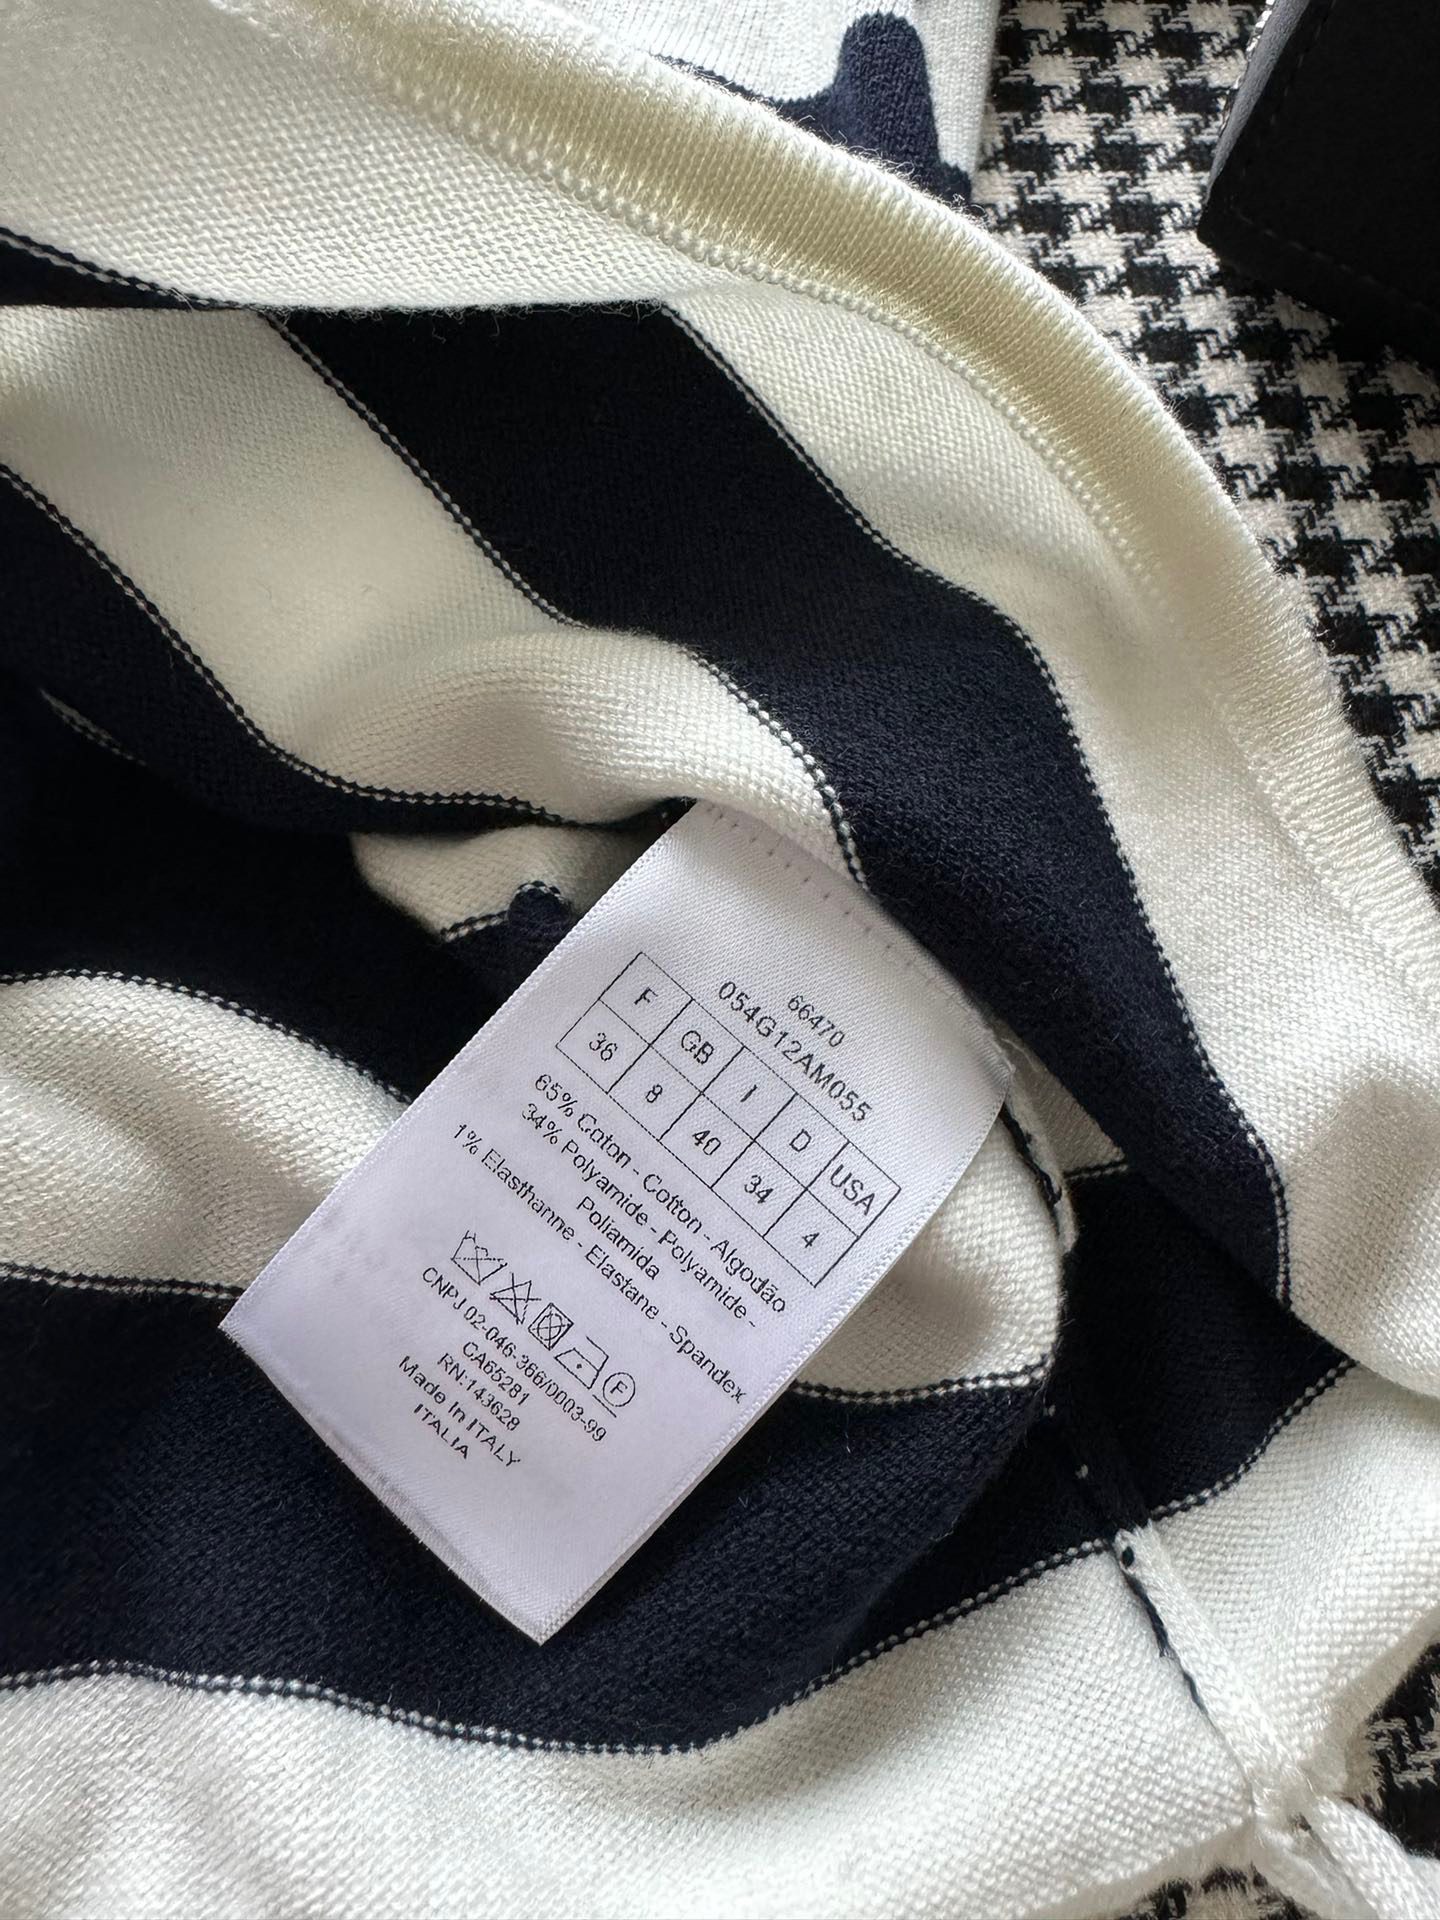 66470
054G12AM055
F GB I D USA
36 8 40 34 4
65% Coton - Cotton - Algodão
34% Polyamide - Polyamide -
Poliamida
1% Elasthanne - Elastane - Spandex
F
CNPJ 02-046-366/0003-99
CA65281
RN:143628
Made In ITALY
ITALIA